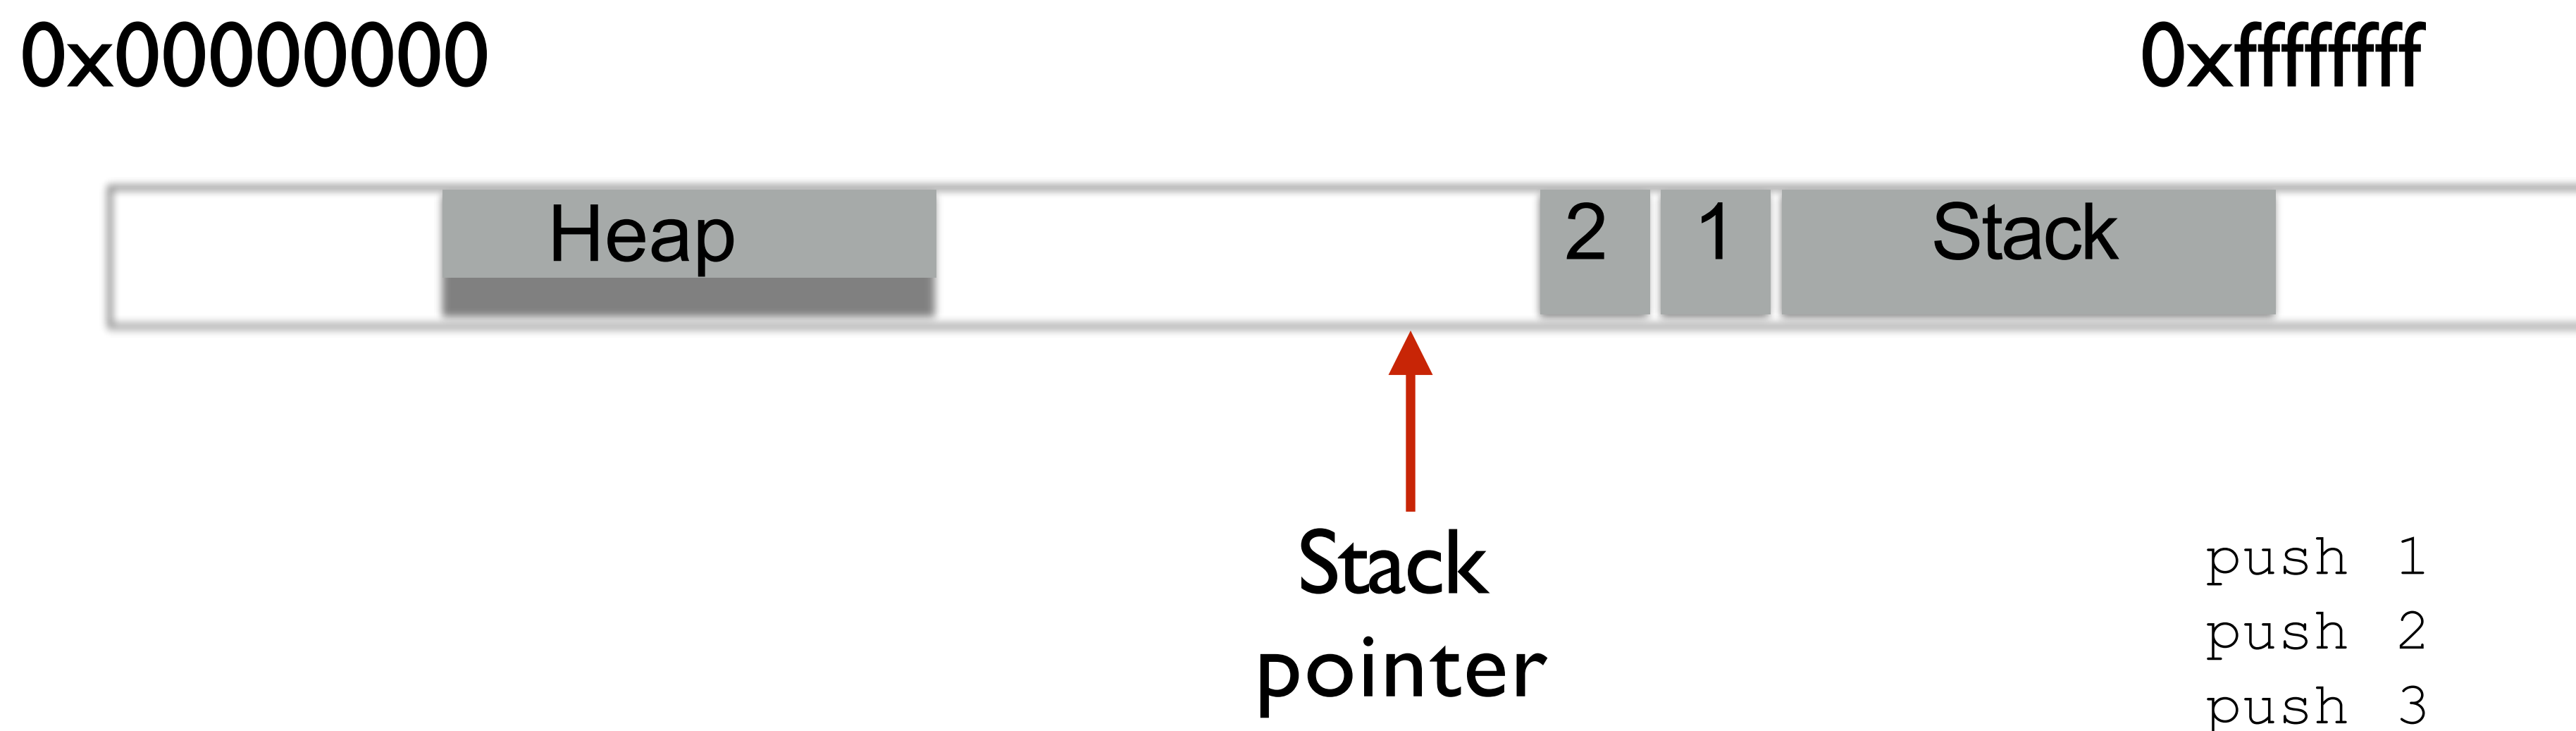 0x00000000 0xffffffff
Heap 2 1 Stack
Stack
pointer
push 1
push 2
push 3